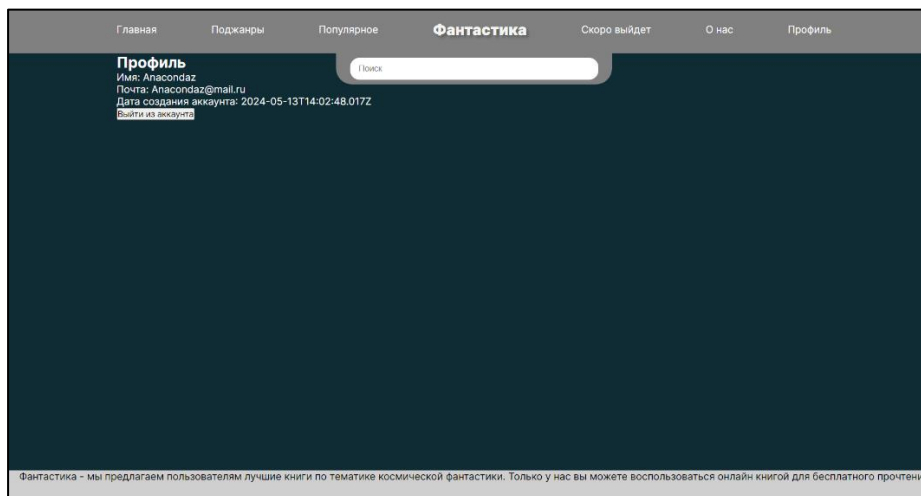 Главная Поджанры Популярное Фантастика Скоро выйдет О нас Профиль
Поиск
Профиль
Имя: Anacondaz
Почта: Anacondaz@mail.ru
Дата создания аккаунта: 2024-05-13T14:02:48.017Z
Выйти из аккаунта
Фантастика - мы предлагаем пользователям лучшие книги по тематике космической фантастики. Только у нас вы можете воспользоваться онлайн книгой для бесплатного